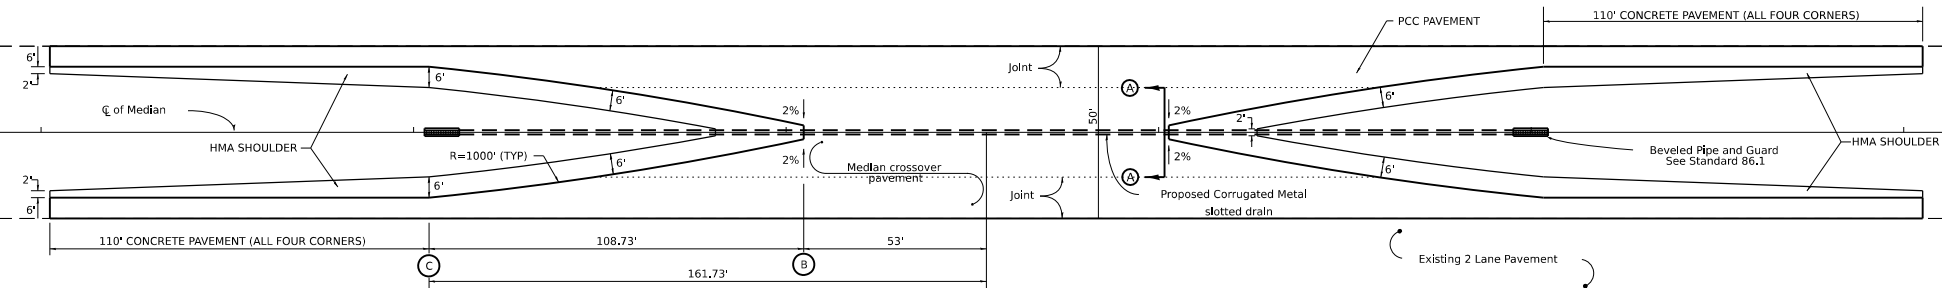 PCC PAVEMENT
110' CONCRETE PAVEMENT (ALL FOUR CORNERS)
6'
2'
6'
Joint
℄ of Median
HMA SHOULDER
6'
2%
A
50'
2%
2'
6'
R=1000' (TYP)
6'
2%
2%
Median crossover
pavement
Beveled Pipe and Guard
See Standard 86.1
HMA SHOULDER
2'
6'
6'
A
6'
Joint
Proposed Corrugated Metal
slotted drain
110' CONCRETE PAVEMENT (ALL FOUR CORNERS)
108.73'
53'
C
B
161.73'
Existing 2 Lane Pavement